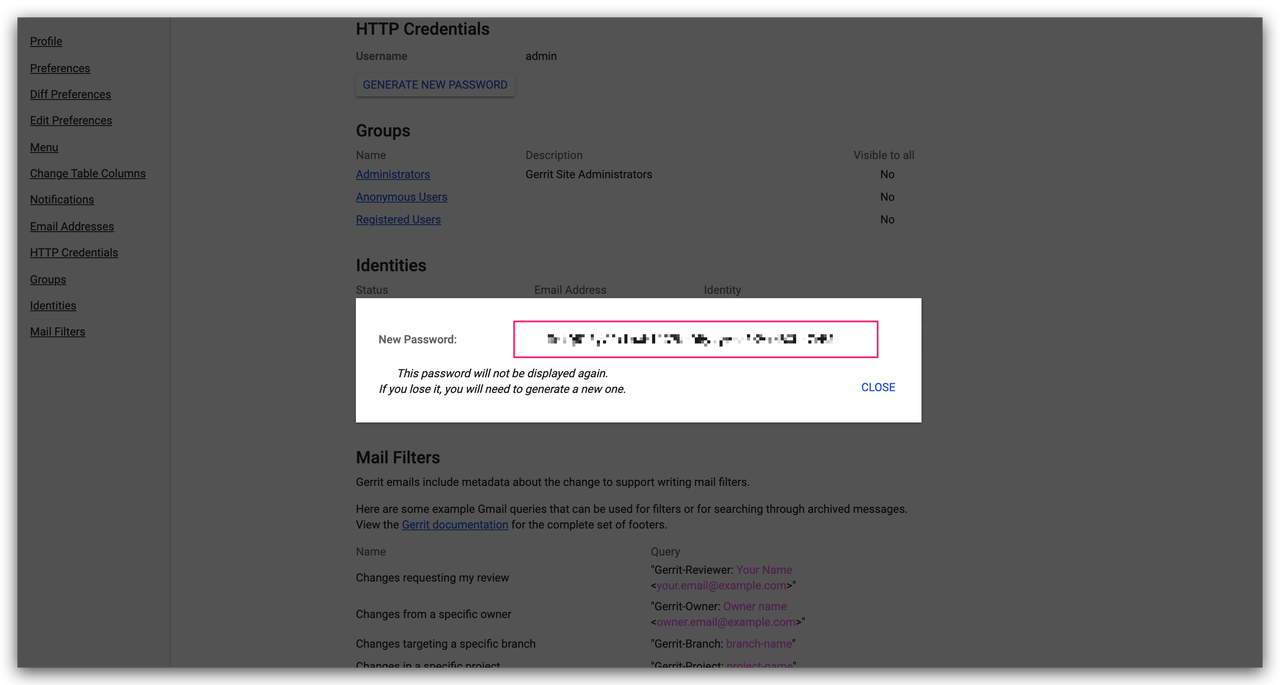 Profile
Preferences
Diff Preferences
Edit Preferences
Menu
Change Table Columns
Notifications
Email Addresses
HTTP Credentials
Groups
Identities
Mail Filters
HTTP Credentials
Username admin
GENERATE NEW PASSWORD
Groups
Name Description Visible to all
Administrators Gerrit Site Administrators No
Anonymous Users No
Registered Users No
Identities
Status Email Address Identity
New Password:
This password will not be displayed again.
If you lose it, you will need to generate a new one.
CLOSE
Mail Filters
Gerrit emails include metadata about the change to support writing mail filters.
Here are some example Gmail queries that can be used for filters or for searching through archived messages.
View the Gerrit documentation for the complete set of footers.
Name Query
Changes requesting my review "Gerrit-Reviewer: Your Name
<your.email@example.com>"
Changes from a specific owner "Gerrit-Owner: Owner name
<owner.email@example.com>"
Changes targeting a specific branch "Gerrit-Branch: branch-name"
Changes in a specific project "Gerrit-Project: project-name"